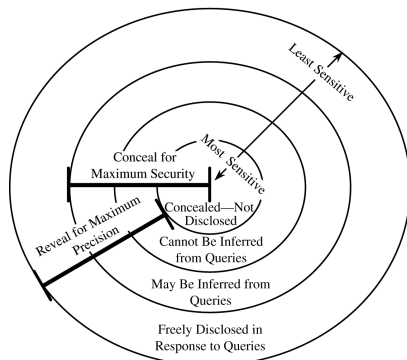 Least Sensitive
Most Sensitive
Conceal for
Maximum Security
Reveal for Maximum
Precision
Concealed—Not
Disclosed
Cannot Be Inferred
from Queries
May Be Inferred from
Queries
Freely Disclosed in
Response to Queries